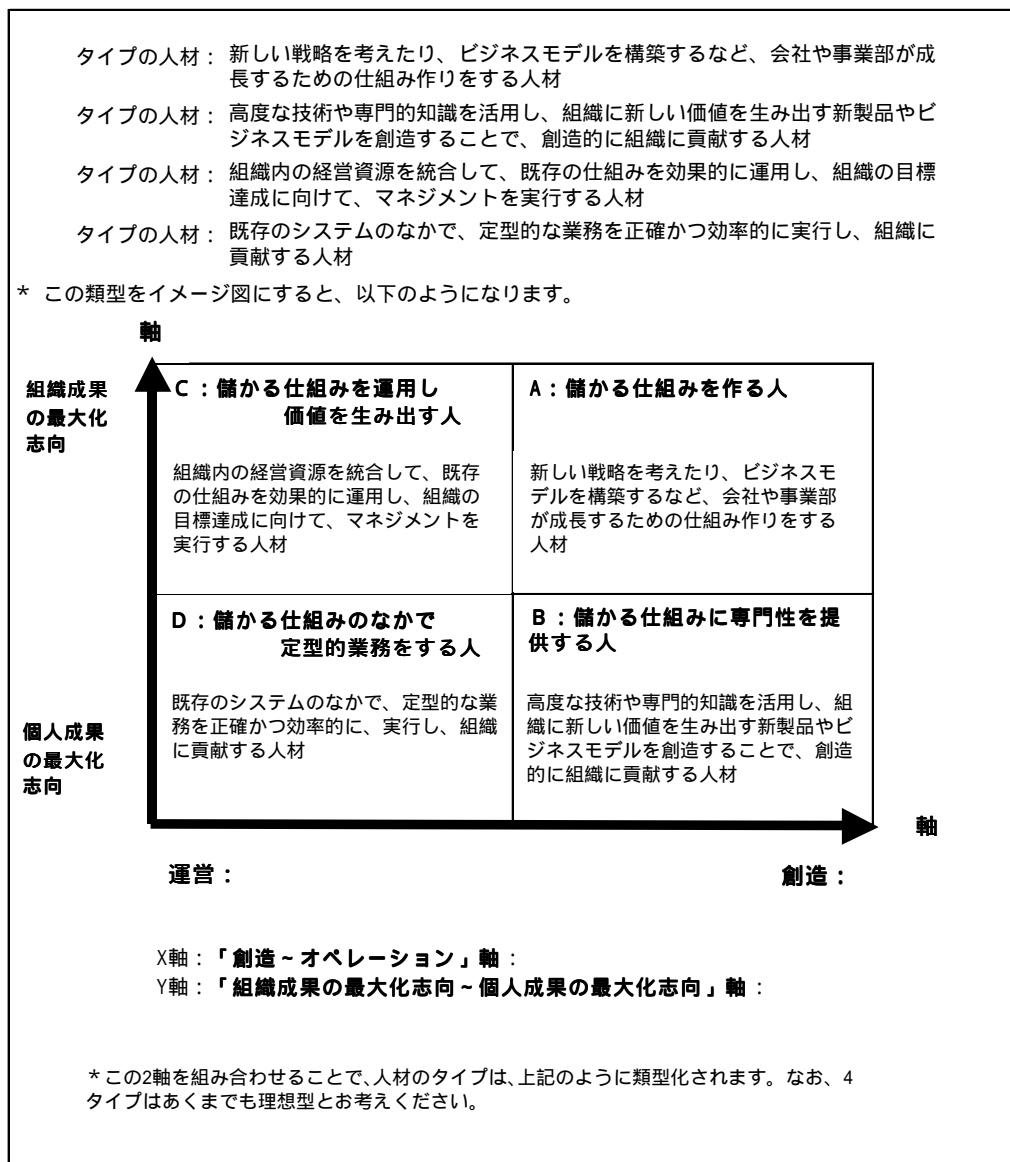 タイプの人材： 新しい戦略を考えたり、ビジネスモデルを構築するなど、会社や事業部が成
長するための仕組み作りをする人材
タイプの人材： 高度な技術や専門的知識を活用し、組織に新しい価値を生み出す新製品やビ
ジネスモデルを創造することで、創造的に組織に貢献する人材
タイプの人材： 組織内の経営資源を統合して、既存の仕組みを効果的に運用し、組織の目標
達成に向けて、マネジメントを実行する人材
タイプの人材： 既存のシステムのなかで、定型的な業務を正確かつ効率的に実行し、組織に
貢献する人材
＊ この類型をイメージ図にすると、以下のようになります。
軸
組織成果
の最大化
志向
Ｃ：儲かる仕組みを運用し
価値を生み出す人
組織内の経営資源を統合して、既存
の仕組みを効果的に運用し、組織の
目標達成に向けて、マネジメントを
実行する人材
A：儲かる仕組みを作る人
新しい戦略を考えたり、ビジネスモ
デルを構築するなど、会社や事業部
が成長するための仕組み作りをする
人材
個人成果
の最大化
志向
Ｄ：儲かる仕組みのなかで
定型的業務をする人
既存のシステムのなかで、定型的な業
務を正確かつ効率的に、実行し、組織
に貢献する人材
Ｂ：儲かる仕組みに専門性を提
供する人
高度な技術や専門的知識を活用し、組
織に新しい価値を生み出す新製品やビ
ジネスモデルを創造することで、創造
的に組織に貢献する人材
軸
運営： 創造：
X軸：「創造～オペレーション」軸：
Y軸：「組織成果の最大化志向～個人成果の最大化志向」軸：
＊この2軸を組み合わせることで、人材のタイプは、上記のように類型化されます。なお、4
タイプはあくまでも理想型とお考えください。